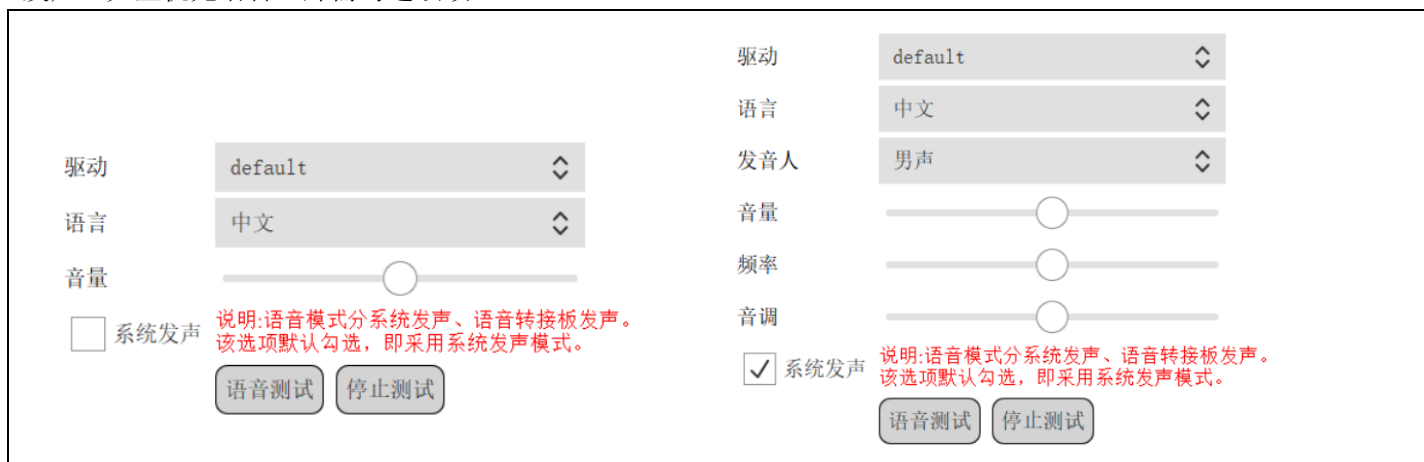 驱动 default
语言 中文
音量
系统发声 说明:语音模式分系统发声、语音转接板发声。
该选项默认勾选，即采用系统发声模式。
语音测试 停止测试
驱动 default
语言 中文
发音人 男声
音量
频率
音调
系统发声 说明:语音模式分系统发声、语音转接板发声。
该选项默认勾选，即采用系统发声模式。
语音测试 停止测试